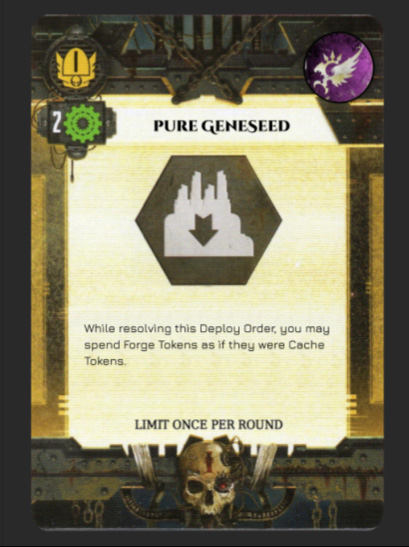 I
2
PURE GENESEED
While resolving this Deploy Order, you may
spend Forge Tokens as if they were Cache
Tokens.
LIMIT ONCE PER ROUND